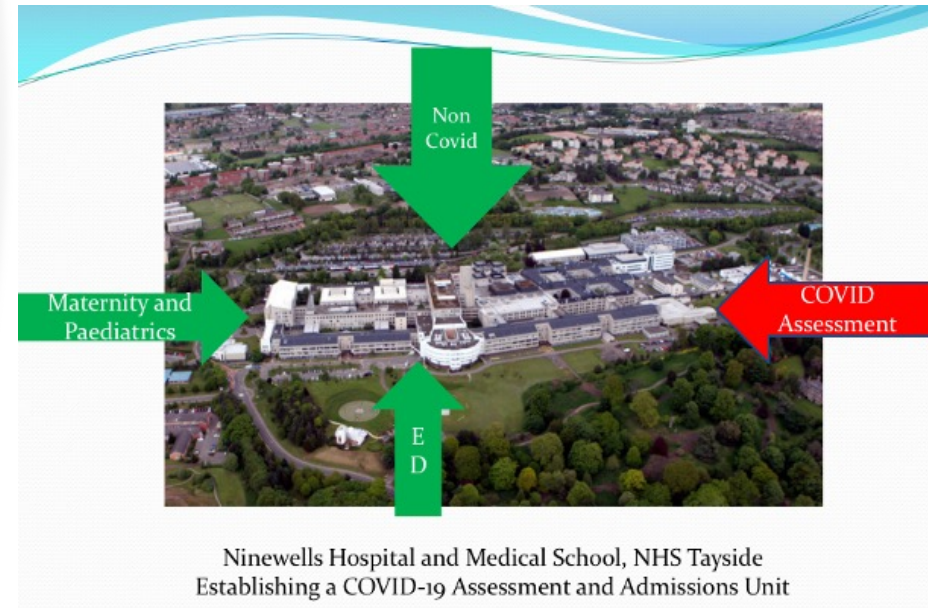 Non
Covid
Maternity and
Paediatrics
COVID
Assessment
E
D
Ninewells Hospital and Medical School, NHS Tayside
Establishing a COVID-19 Assessment and Admissions Unit